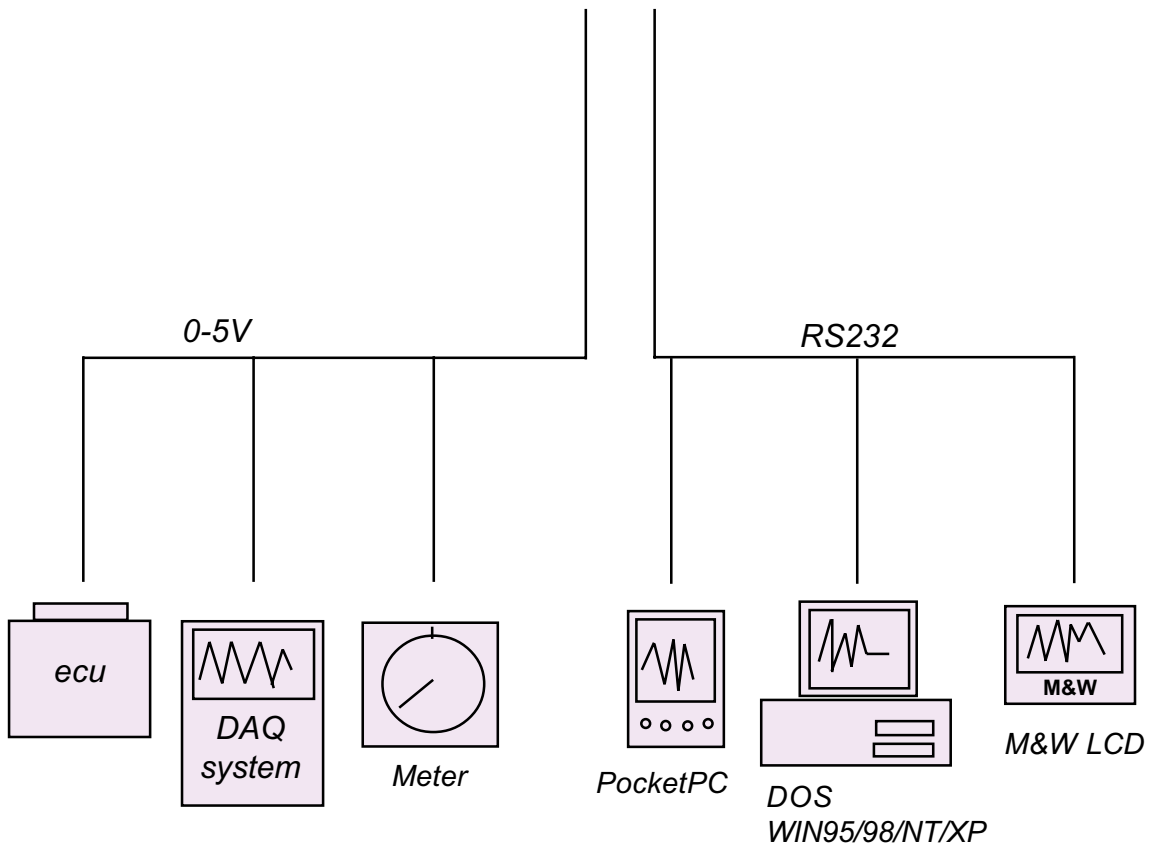 0-5V
RS232
ecu
DAQ
system
Meter
PocketPC
DOS
WIN95/98/NT/XP
M&W
M&W LCD